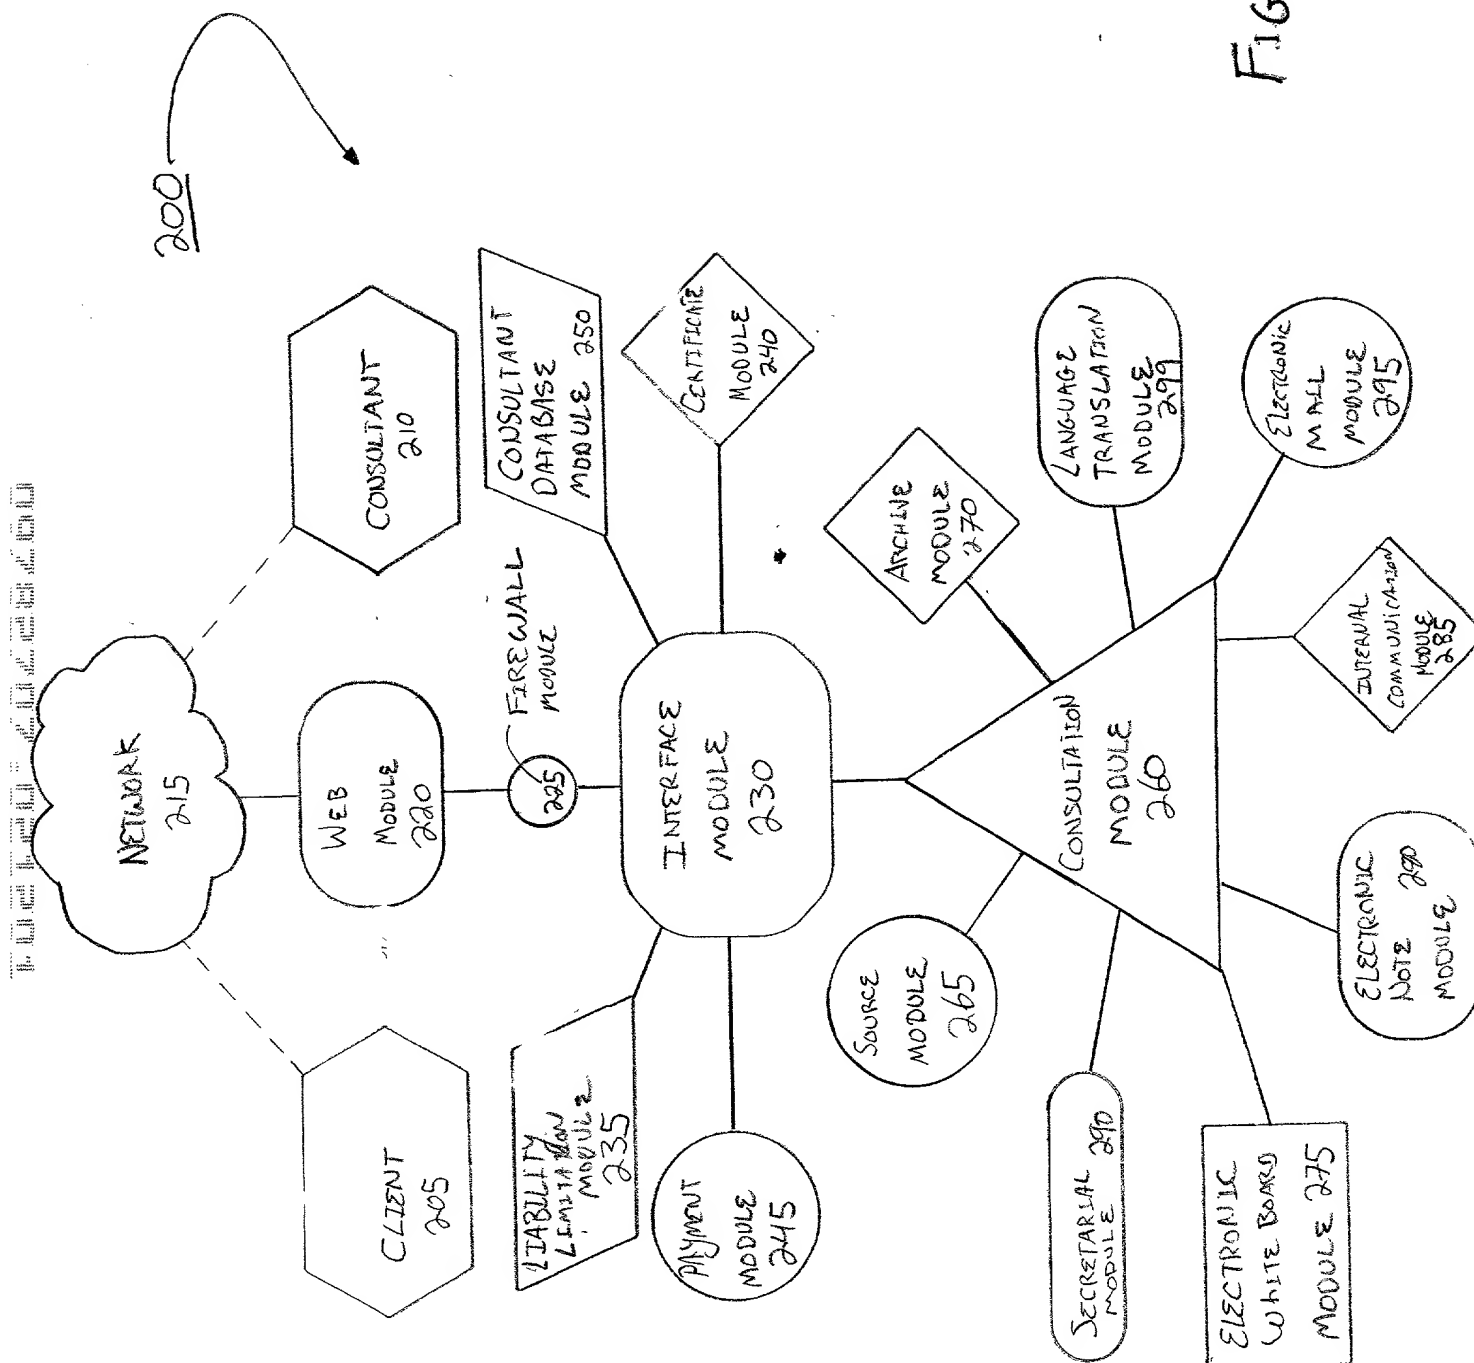 200
FIG
NETWORK
215
CLIENT
205
CONSULTANT
210
WEB
MODULE
220
FIREWALL
MODULE
225
LIABILITY
LIMITATION
MODULE
235
CONSULTANT
DATABASE
MODULE 250
INTERFACE
MODULE
230
PAYMENT
MODULE
245
CERTIFICATE
MODULE
240
SOURCE
MODULE
265
ARCHIVE
MODULE
270
CONSULTATION
MODULE
260
SECRETARIAL 290
MODULE
LANGUAGE
TRANSLATION
MODULE
299
ELECTRONIC
WHITE BOARD
MODULE 275
ELECTRONIC
NOTE 280
MODULE
INTERNAL
COMMUNICATION
MODULE
285
ELECTRONIC
MAIL
MODULE
295